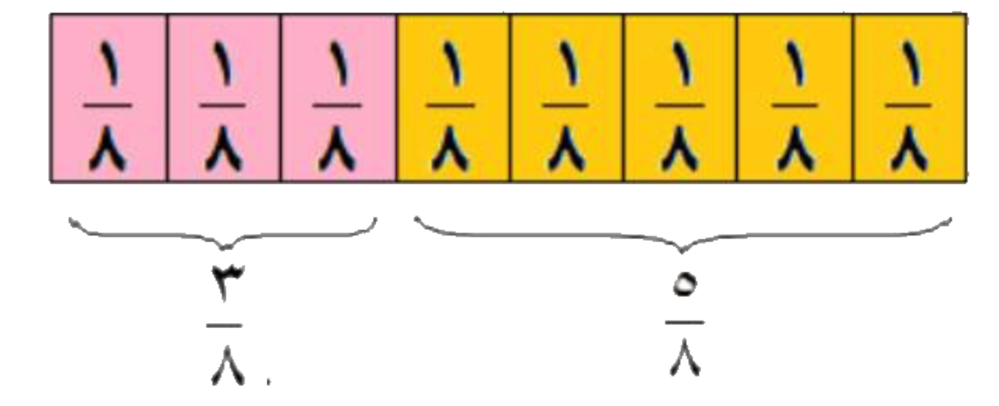 ١ ١ ١ ١ ١ ١ ١ ١
٨ ٨ ٨ ٨ ٨ ٨ ٨ ٨
٣ ٥
٨ ٨